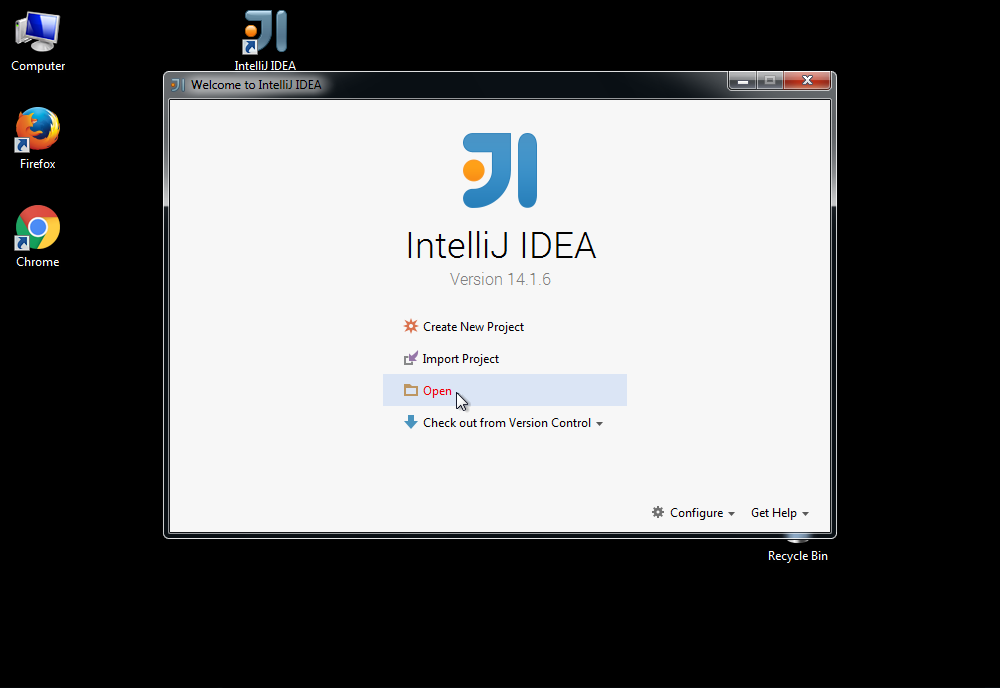 Computer
IntelliJ IDEA
Welcome to IntelliJ IDEA
Firefox
Chrome
IntelliJ IDEA
Version 14.1.6
Create New Project
Import Project
Open
Check out from Version Control
Configure
Get Help
Recycle Bin